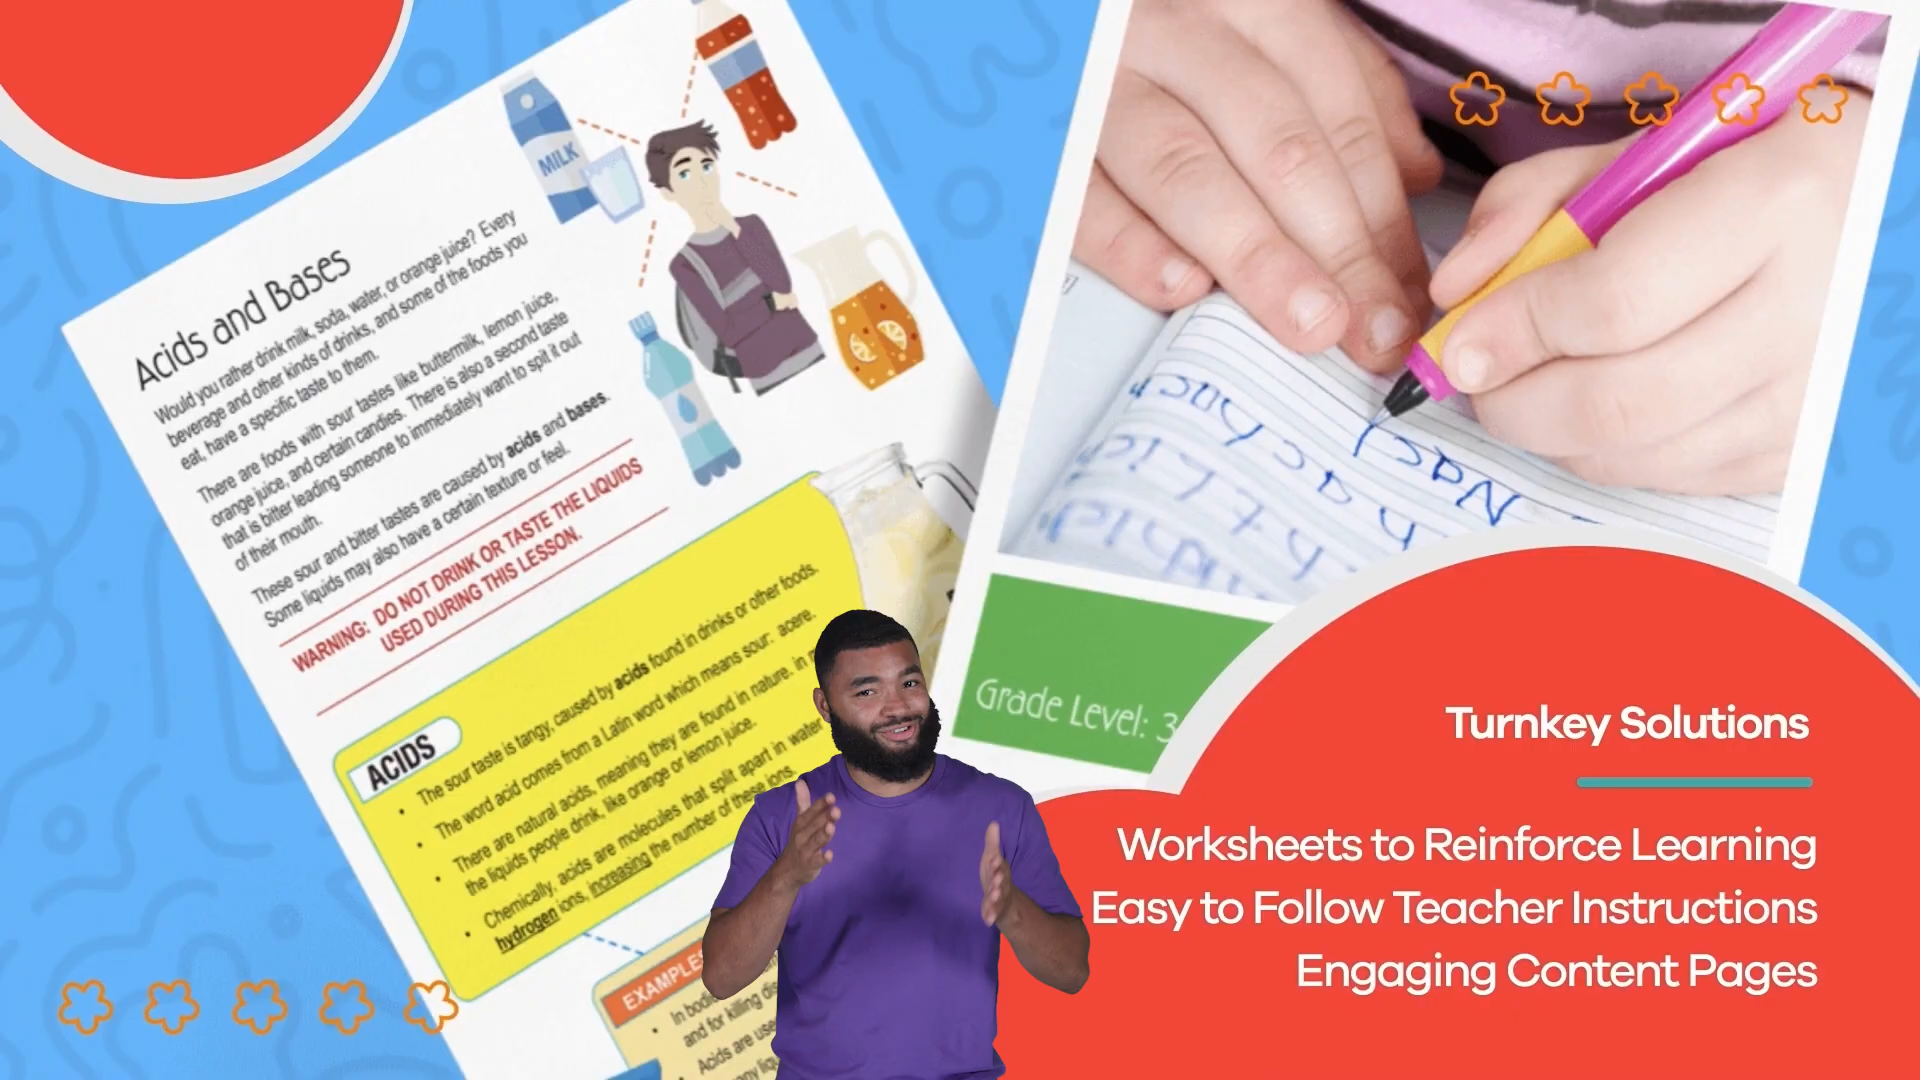 MILK
Acids and Bases
Would you rather drink milk, soda, water, or orange juice? Every
beverage and other kinds of drinks, and some of the foods you
eat, have a specific taste to them.
There are foods with sour tastes like buttermilk, lemon juice,
orange juice, and certain candies. There is also a second taste
that is bitter leading someone to immediately want to spit it out
of their mouth.
These sour and bitter tastes are caused by acids and bases.
Some liquids may also have a certain texture or feel.
WARNING: DO NOT DRINK OR TASTE THE LIQUIDS
USED DURING THIS LESSON.
ACIDS
• The sour taste is tangy, caused by acids found in drinks or other foods.
• The word acid comes from a Latin word which means sour: acere.
• There are natural acids, meaning they are found in nature, in
the liquids people drink, like orange or lemon juice.
• Chemically, acids are molecules that split apart in water
hydrogen ions, increasing the number of these ions.
EXAMPLES
• In
and for killing
• Acids are
Grade Level: 3
Turnkey Solutions
Worksheets to Reinforce Learning
Easy to Follow Teacher Instructions
Engaging Content Pages